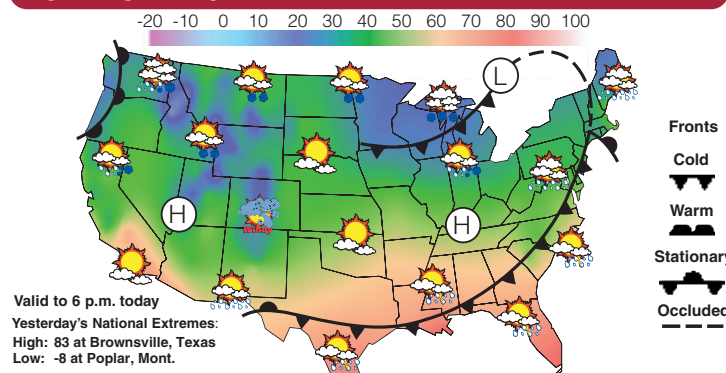 -20 -10 0 10 20 30 40 50 60 70 80 90 100
L
Fronts
Cold
H
H
Warm
Windy
Stationary
Valid to 6 p.m. today
Occluded
Yesterday's National Extremes:
High: 83 at Brownsville, Texas
Low: -8 at Poplar, Mont.